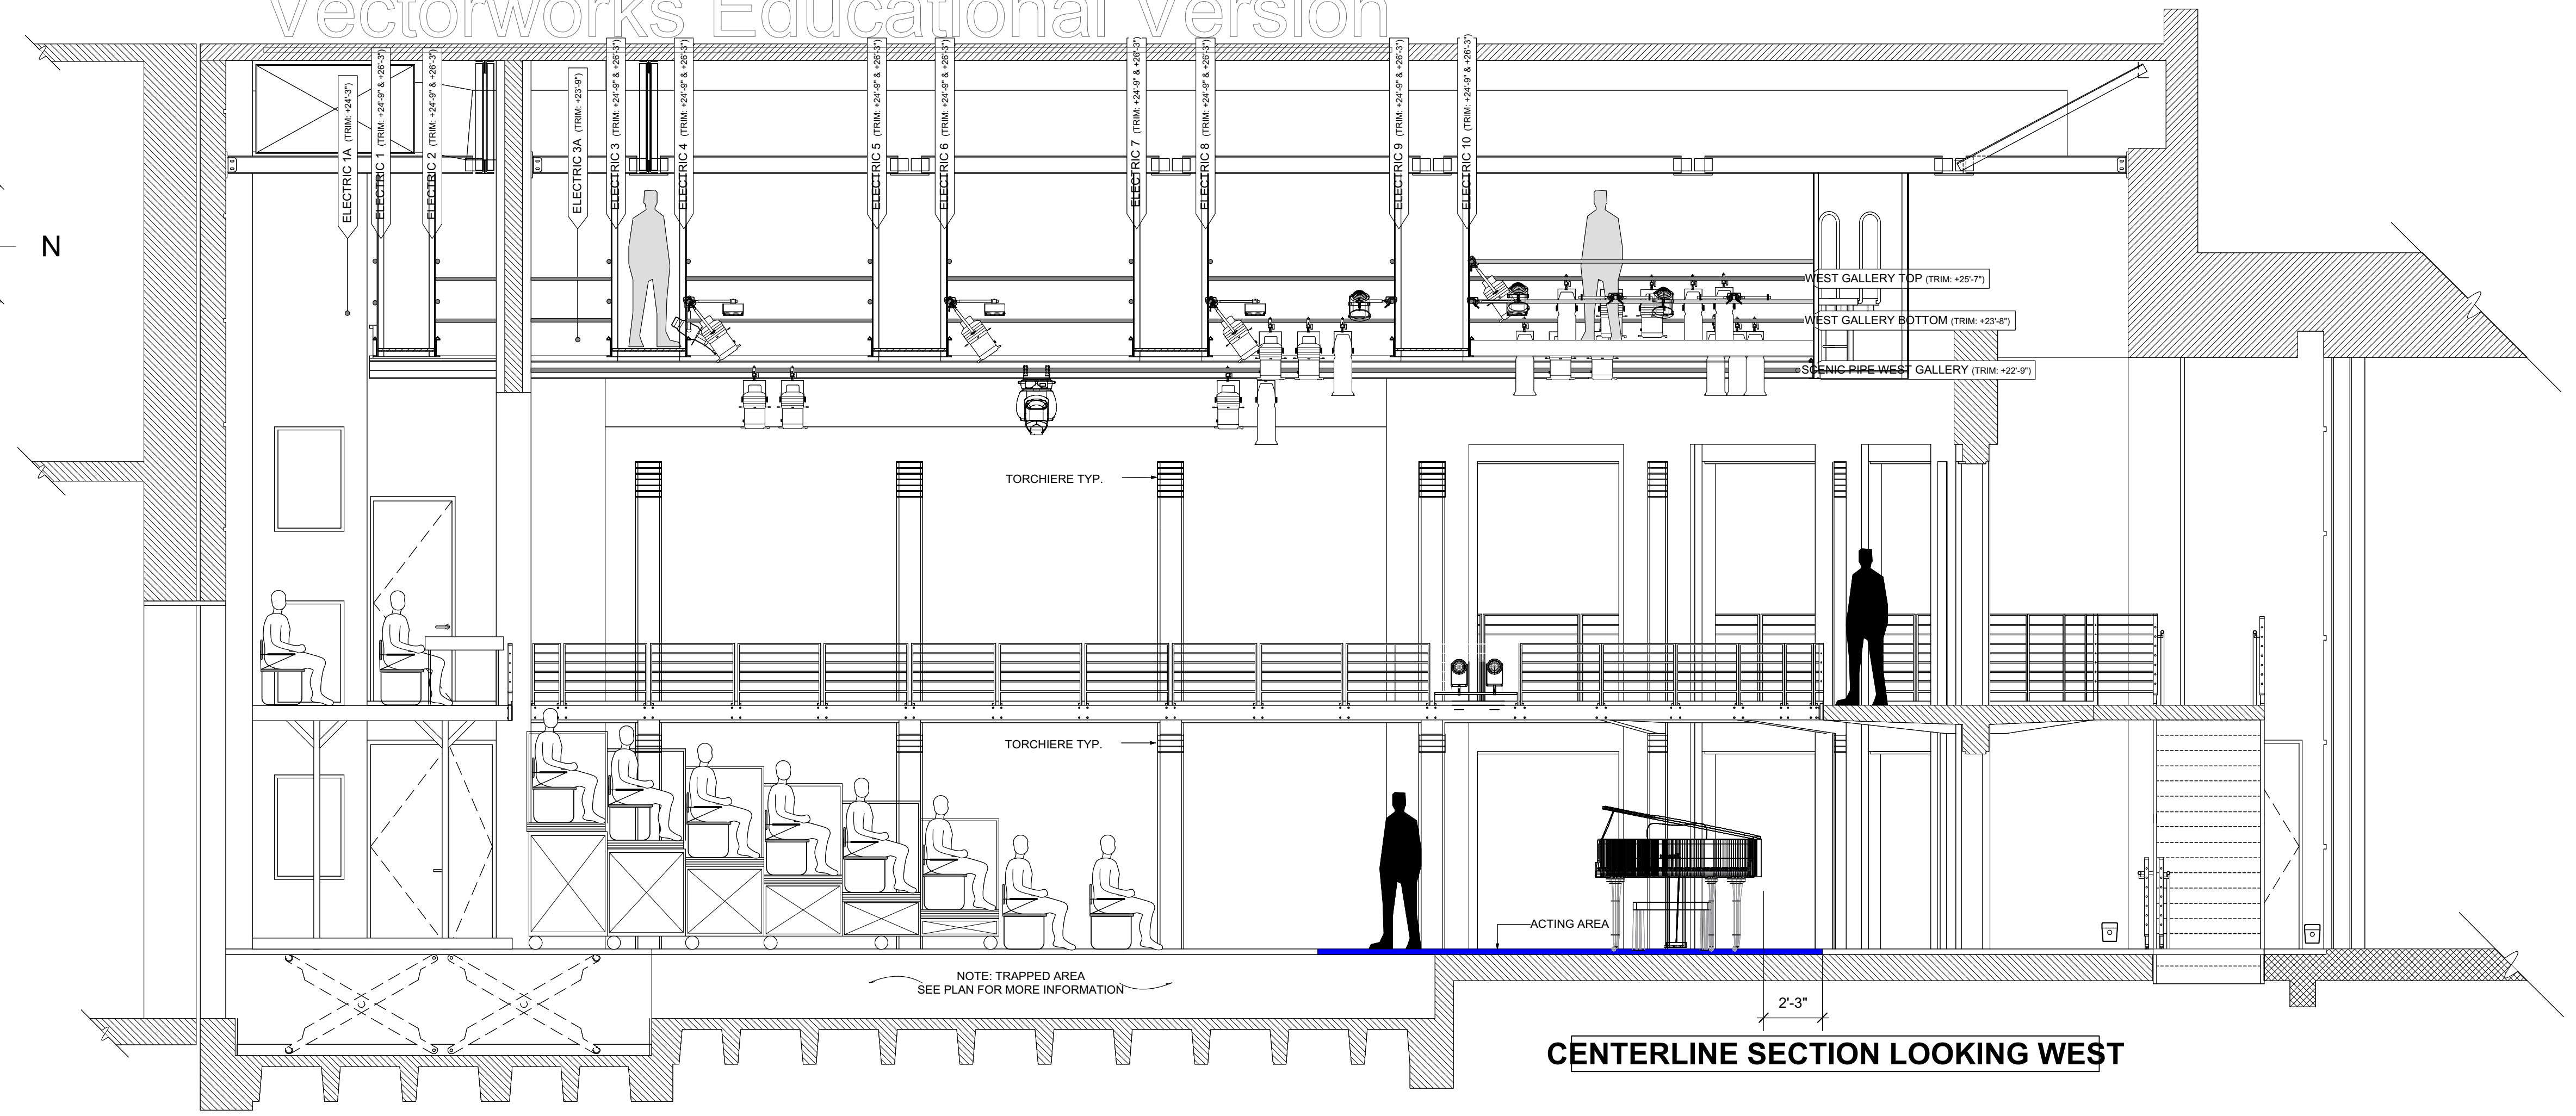 Vectorworks Educational Version
ELECTRIC 1A (TRIM: +24'-3")
ELECTRIC 1 (TRIM: +24'-9" & +26'-3")
ELECTRIC 2 (TRIM: +24'-9" & +26'-3")
ELECTRIC 3A (TRIM: +23'-9")
ELECTRIC 3 (TRIM: +24'-9" & +26'-3")
ELECTRIC 4 (TRIM: +24'-9" & +26'-3")
ELECTRIC 5 (TRIM: +24'-9" & +26'-3")
ELECTRIC 6 (TRIM: +24'-9" & +26'-3")
ELECTRIC 7 (TRIM: +24'-9" & +26'-3")
ELECTRIC 8 (TRIM: +24'-9" & +26'-3")
ELECTRIC 9 (TRIM: +24'-9" & +26'-3")
ELECTRIC 10 (TRIM: +24'-9" & +26'-3")
N
WEST GALLERY TOP (TRIM: +25'-7")
WEST GALLERY BOTTOM (TRIM: +23'-8")
SCENIC PIPE WEST GALLERY (TRIM: +22'-9")
TORCHIERE TYP.
TORCHIERE TYP.
ACTING AREA
NOTE: TRAPPED AREA
SEE PLAN FOR MORE INFORMATION
2'-3"
CENTERLINE SECTION LOOKING WEST